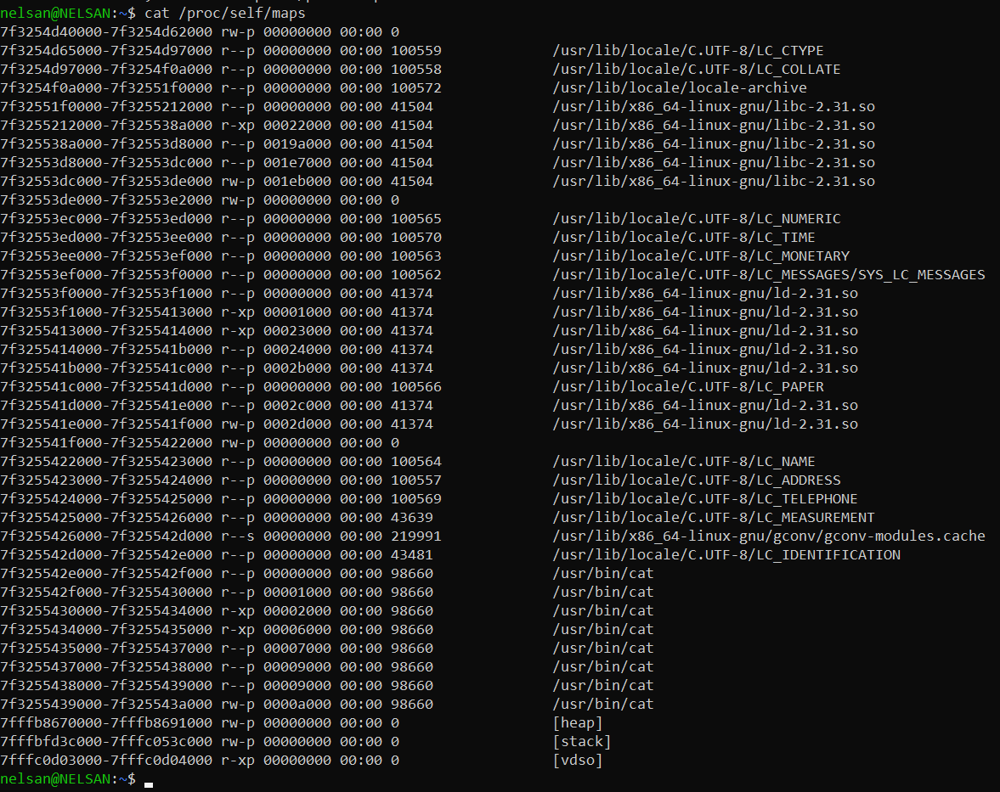 nelsan@NELSAN:~$ cat /proc/self/maps
7f3254d40000-7f3254d62000 rw-p 00000000 00:00 0
7f3254d65000-7f3254d97000 r--p 00000000 00:00 100559 /usr/lib/locale/C.UTF-8/LC_CTYPE
7f3254d97000-7f3254f0a000 r--p 00000000 00:00 100558 /usr/lib/locale/C.UTF-8/LC_COLLATE
7f3254f0a000-7f32551f0000 r--p 00000000 00:00 100572 /usr/lib/locale/locale-archive
7f32551f0000-7f3255212000 r--p 00000000 00:00 41504 /usr/lib/x86_64-linux-gnu/libc-2.31.so
7f3255212000-7f325538a000 r-xp 00022000 00:00 41504 /usr/lib/x86_64-linux-gnu/libc-2.31.so
7f325538a000-7f32553d8000 r--p 0019a000 00:00 41504 /usr/lib/x86_64-linux-gnu/libc-2.31.so
7f32553d8000-7f32553dc000 r--p 001e7000 00:00 41504 /usr/lib/x86_64-linux-gnu/libc-2.31.so
7f32553dc000-7f32553de000 rw-p 001eb000 00:00 41504 /usr/lib/x86_64-linux-gnu/libc-2.31.so
7f32553de000-7f32553e2000 rw-p 00000000 00:00 0
7f32553ec000-7f32553ed000 r--p 00000000 00:00 100565 /usr/lib/locale/C.UTF-8/LC_NUMERIC
7f32553ed000-7f32553ee000 r--p 00000000 00:00 100570 /usr/lib/locale/C.UTF-8/LC_TIME
7f32553ee000-7f32553ef000 r--p 00000000 00:00 100563 /usr/lib/locale/C.UTF-8/LC_MONETARY
7f32553ef000-7f32553f0000 r--p 00000000 00:00 100562 /usr/lib/locale/C.UTF-8/LC_MESSAGES/SYS_LC_MESSAGES
7f32553f0000-7f32553f1000 r--p 00000000 00:00 41374 /usr/lib/x86_64-linux-gnu/ld-2.31.so
7f32553f1000-7f3255413000 r-xp 00001000 00:00 41374 /usr/lib/x86_64-linux-gnu/ld-2.31.so
7f3255413000-7f3255414000 r-xp 00023000 00:00 41374 /usr/lib/x86_64-linux-gnu/ld-2.31.so
7f3255414000-7f325541b000 r--p 00024000 00:00 41374 /usr/lib/x86_64-linux-gnu/ld-2.31.so
7f325541b000-7f325541c000 r--p 0002b000 00:00 41374 /usr/lib/x86_64-linux-gnu/ld-2.31.so
7f325541c000-7f325541d000 r--p 00000000 00:00 100566 /usr/lib/locale/C.UTF-8/LC_PAPER
7f325541d000-7f325541e000 r--p 0002c000 00:00 41374 /usr/lib/x86_64-linux-gnu/ld-2.31.so
7f325541e000-7f325541f000 rw-p 0002d000 00:00 41374 /usr/lib/x86_64-linux-gnu/ld-2.31.so
7f325541f000-7f3255422000 rw-p 00000000 00:00 0
7f3255422000-7f3255423000 r--p 00000000 00:00 100564 /usr/lib/locale/C.UTF-8/LC_NAME
7f3255423000-7f3255424000 r--p 00000000 00:00 100557 /usr/lib/locale/C.UTF-8/LC_ADDRESS
7f3255424000-7f3255425000 r--p 00000000 00:00 100569 /usr/lib/locale/C.UTF-8/LC_TELEPHONE
7f3255425000-7f3255426000 r--p 00000000 00:00 43639 /usr/lib/locale/C.UTF-8/LC_MEASUREMENT
7f3255426000-7f325542d000 r--s 00000000 00:00 219991 /usr/lib/x86_64-linux-gnu/gconv/gconv-modules.cache
7f325542d000-7f325542e000 r--p 00000000 00:00 43481 /usr/lib/locale/C.UTF-8/LC_IDENTIFICATION
7f325542e000-7f325542f000 r--p 00000000 00:00 98660 /usr/bin/cat
7f325542f000-7f3255430000 r--p 00001000 00:00 98660 /usr/bin/cat
7f3255430000-7f3255434000 r-xp 00002000 00:00 98660 /usr/bin/cat
7f3255434000-7f3255435000 r-xp 00006000 00:00 98660 /usr/bin/cat
7f3255435000-7f3255437000 r--p 00007000 00:00 98660 /usr/bin/cat
7f3255437000-7f3255438000 r--p 00009000 00:00 98660 /usr/bin/cat
7f3255438000-7f3255439000 r--p 00009000 00:00 98660 /usr/bin/cat
7f3255439000-7f325543a000 rw-p 0000a000 00:00 98660 /usr/bin/cat
7fffb8670000-7fffb8691000 rw-p 00000000 00:00 0 [heap]
7fffbfd3c000-7fffc053c000 rw-p 00000000 00:00 0 [stack]
7fffc0d03000-7fffc0d04000 r-xp 00000000 00:00 0 [vdso]
nelsan@NELSAN:~$